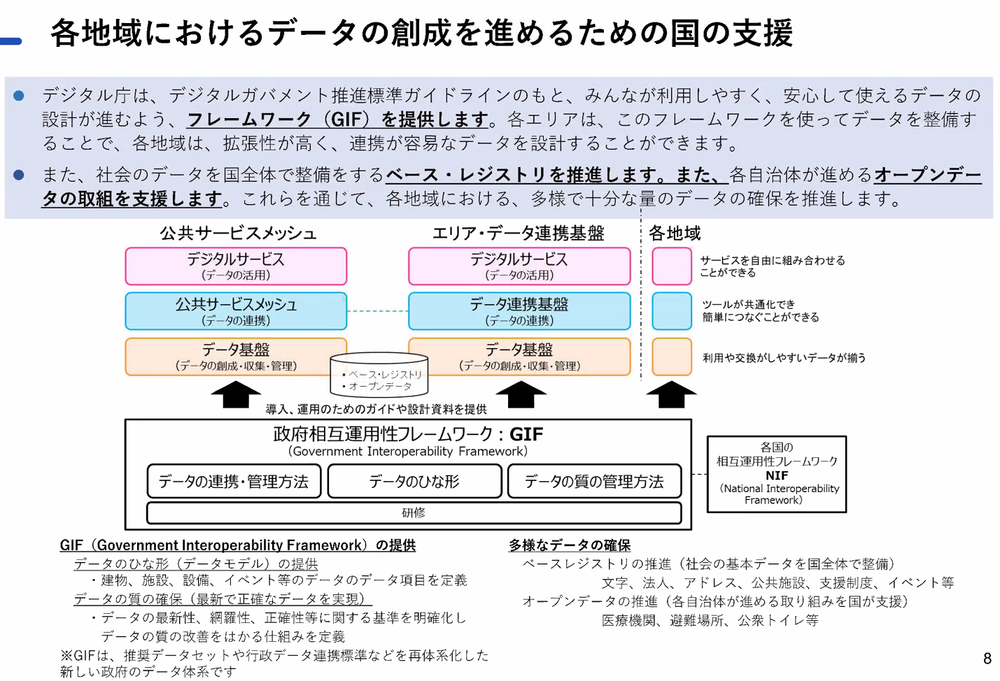 各地域におけるデータの創成を進めるための国の支援
● デジタル庁は、デジタルガバメント推進標準ガイドラインのもと、みんなが利用しやすく、安心して使えるデータの
設計が進むよう、フレームワーク（GIF）を提供します。各エリアは、このフレームワークを使ってデータを整備す
ることで、各地域は、拡張性が高く、連携が容易なデータを設計することができます。
● また、社会のデータを国全体で整備をするベース・レジストリを推進します。また、各自治体が進めるオープンデー
タの取組を支援します。これらを通じて、各地域における、多様で十分な量のデータの確保を推進します。
公共サービスメッシュ
エリア・データ連携基盤
各地域
デジタルサービス
（データの活用）
デジタルサービス
（データの活用）
サービスを自由に組み合わせる
ことができる
公共サービスメッシュ
（データの連携）
データ連携基盤
（データの連携）
ツールが共通化でき
簡単につなぐことができる
データ基盤
（データの創成・収集・管理）
・ベース・レジストリ
・オープンデータ
データ基盤
（データの創成・収集・管理）
利用や交換がしやすいデータが揃う
導入、運用のためのガイドや設計資料を提供
政府相互運用性フレームワーク：GIF
（Government Interoperability Framework）
データの連携・管理方法
データのひな形
データの質の管理方法
研修
各国の
相互運用性フレームワーク
NIF
（National Interoperability
Framework）
GIF（Government Interoperability Framework）の提供
データのひな形（データモデル）の提供
・建物、施設、設備、イベント等のデータのデータ項目を定義
データの質の確保（最新で正確なデータを実現）
・データの最新性、網羅性、正確性等に関する基準を明確化し
データの質の改善をはかる仕組みを定義
※GIFは、推奨データセットや行政データ連携標準などを再体系化した
新しい政府のデータ体系です
多様なデータの確保
ベースレジストリの推進（社会の基本データを国全体で整備）
文字、法人、アドレス、公共施設、支援制度、イベント等
オープンデータの推進（各自治体が進める取り組みを国が支援）
医療機関、避難場所、公衆トイレ等
8